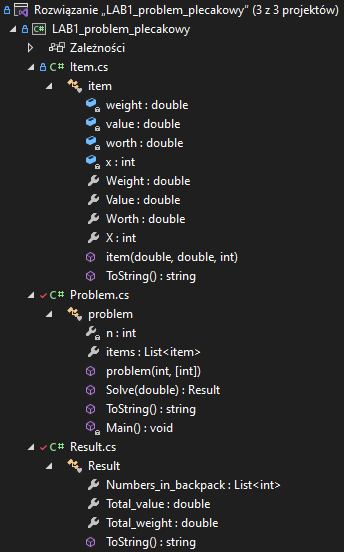 Rozwiązanie „LAB1_problem_plecakowy” (3 z 3 projektów)
C# LAB1_problem_plecakowy
Zależności
C# Item.cs
item
weight : double
value : double
worth : double
x : int
Weight : double
Value : double
Worth : double
X : int
item(double, double, int)
ToString() : string
C# Problem.cs
problem
n : int
items : List<item>
problem(int, [int])
Solve(double) : Result
ToString() : string
Main() : void
C# Result.cs
Result
Numbers_in_backpack : List<int>
Total_value : double
Total_weight : double
ToString() : string